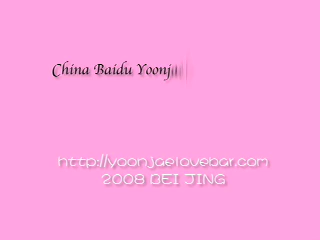 China Baidu Yoonj
http://yoonjaelovebar.com
2008 BEI JING